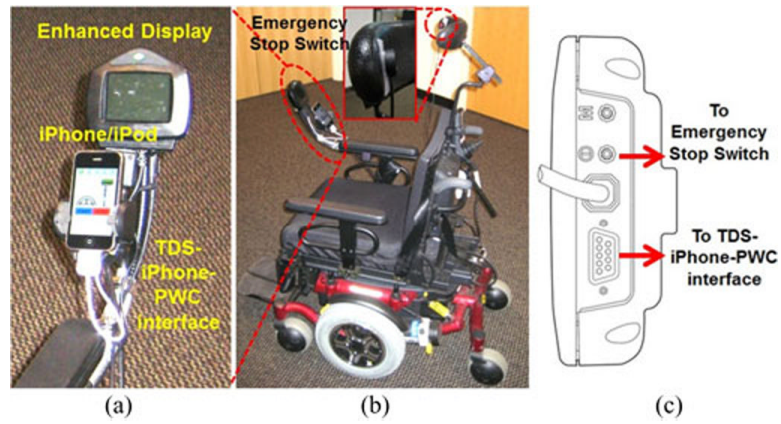 Enhanced Display
iPhone/iPod
TDS-
iPhone-
PWC
interface
(a)
Emergency
Stop Switch
(b)
To
Emergency
Stop Switch
To TDS-
iPhone-PWC
interface
(c)